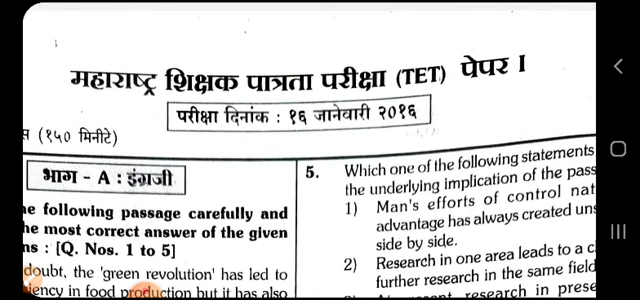 महाराष्ट्र शिक्षक पात्रता परीक्षा (TET) पेपर I
परीक्षा दिनांक : १६ जानेवारी २०१६
(१५० मिनीटे)
भाग - A : इंग्रजी
following passage carefully and
most correct answer of the given
: [Q. Nos. 1 to 5]
doubt, the 'green revolution' has led to
in food production but it has also
5. Which one of the following statements
the underlying implication of the pass
1) Man's efforts of control nat
advantage has always created uns
side by side.
2) Research in one area leads to a c
further research in the same field
research in prese